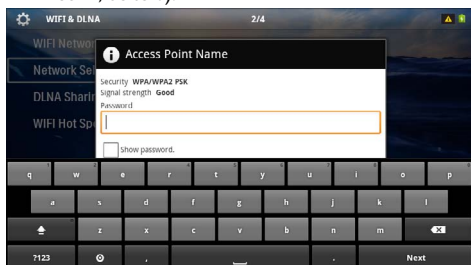 WIFI & DLNA 2/4
WIFI Networ
Access Point Name
Network Se
Security WPA/WPA2 PSK
Signal strength Good
DLNA Sharin
Password
WIFI Hot Sp
Show password.
q w e r t y u i o p
a s d f g h j k l
z x c v b n m
?123 , . Next